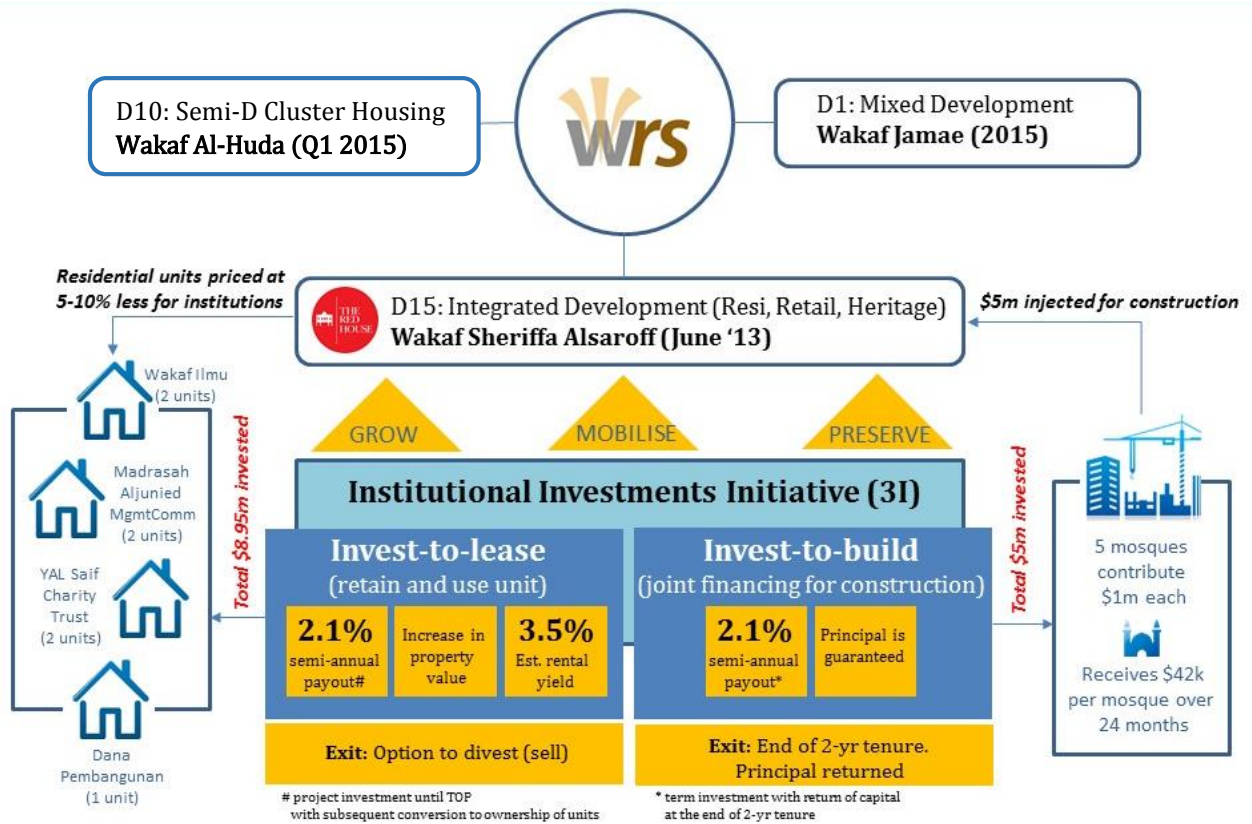 wrs
D10: Semi-D Cluster Housing
Wakaf Al-Huda (Q1 2015)
D1: Mixed Development
Wakaf Jamae (2015)
Residential units priced at
5-10% less for institutions
THE
RED
HOUSE
D15: Integrated Development (Resi, Retail, Heritage)
Wakaf Sheriffa Alsaroff (June ‘13)
$5m injected for construction
Wakaf Ilmu
(2 units)
Madrasah
Aljunied
MgmtComm
(2 units)
YAL Saif
Charity
Trust
(2 units)
Dana
Pembangunan
(1 unit)
Total $8.95m invested
GROW
MOBILISE
PRESERVE
Institutional Investments Initiative (3I)
Invest-to-lease
(retain and use unit)
2.1%
semi-annual
payout#
Increase in
property
value
3.5%
Est. rental
yield
Exit: Option to divest (sell)
# project investment until TOP
with subsequent conversion to ownership of units
Invest-to-build
(joint financing for construction)
2.1%
semi-annual
payout*
Principal is
guaranteed
Exit: End of 2-yr tenure.
Principal returned
* term investment with return of capital
at the end of 2-yr tenure
Total $5m invested
5 mosques
contribute
$1m each
Receives $42k
per mosque over
24 months